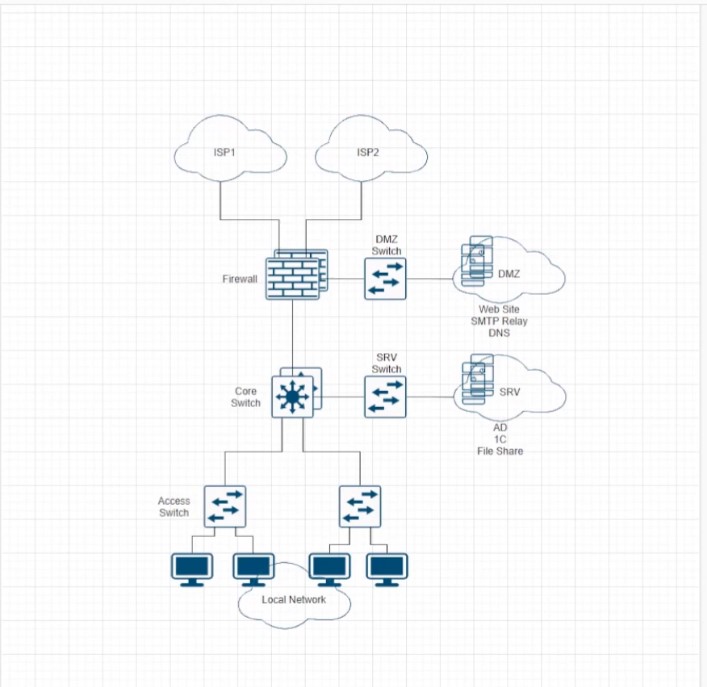 ISP1
ISP2
DMZ
Switch
Firewall
DMZ
Web Site
SMTP Relay
DNS
SRV
Switch
Core
Switch
SRV
AD
1C
File Share
Access
Switch
Local Network